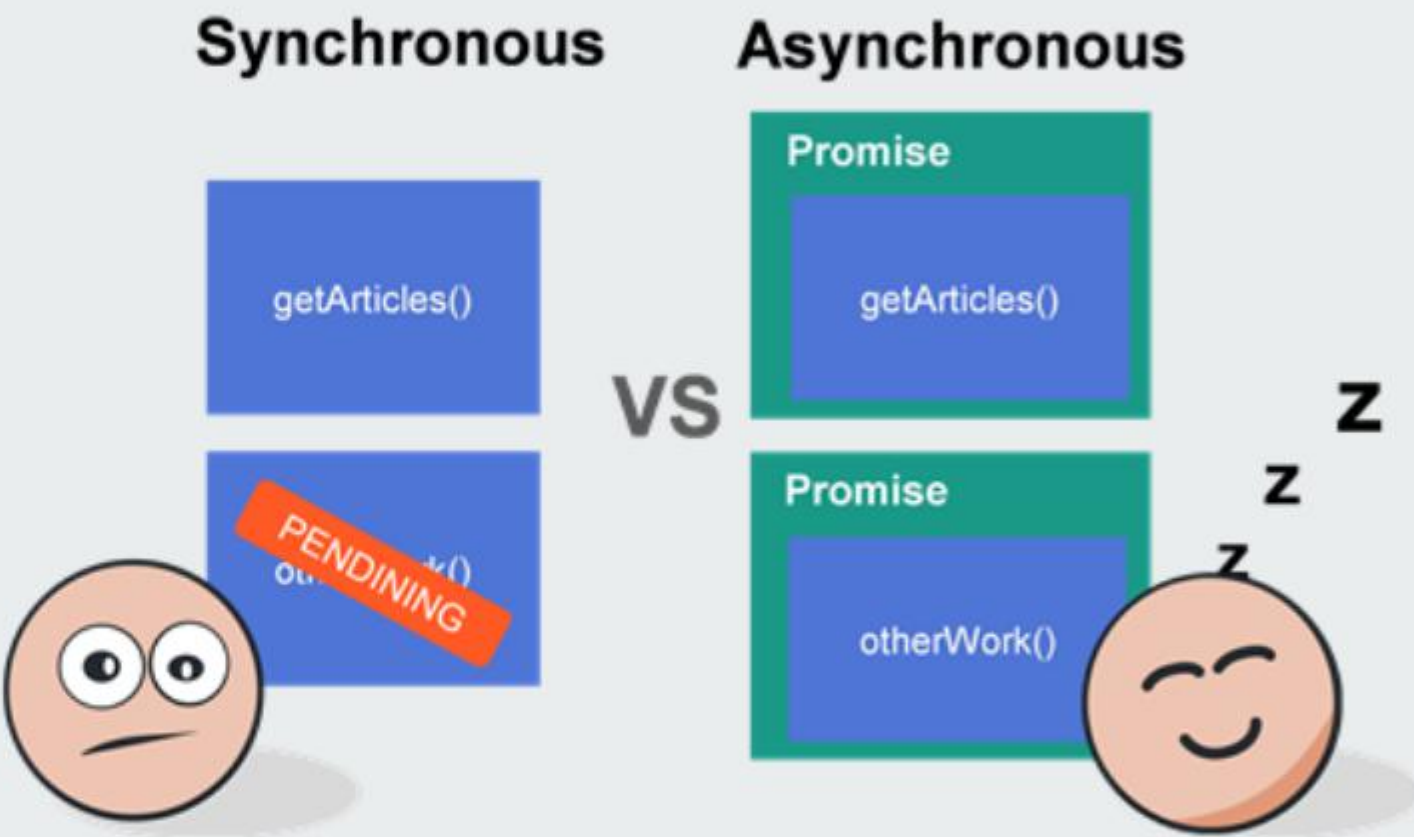 Synchronous
Asynchronous
getArticles()
VS
Promise
getArticles()
PENDINING
Promise
otherWork()
z
z
z